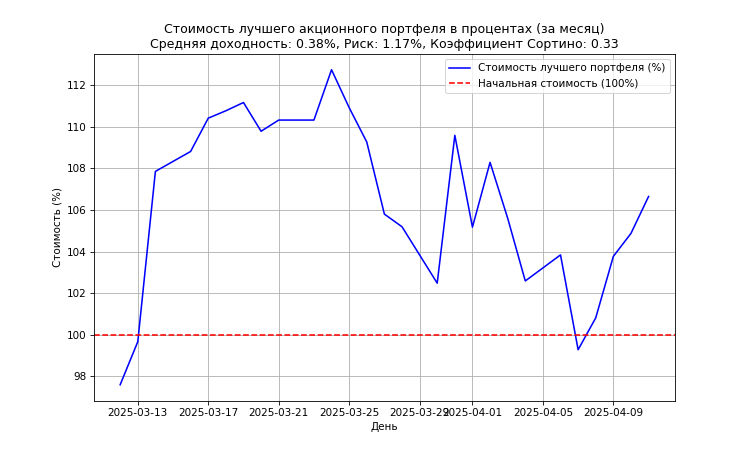 Стоимость лучшего акционного портфеля в процентах (за месяц)
Средняя доходность: 0.38%, Риск: 1.17%, Коэффициент Сортино: 0.33
Стоимость лучшего портфеля (%)
Начальная стоимость (100%)
Стоимость (%)
112
110
108
106
104
102
100
98
2025-03-13 2025-03-17 2025-03-21 2025-03-25 2025-03-29 2025-04-01 2025-04-05 2025-04-09
День